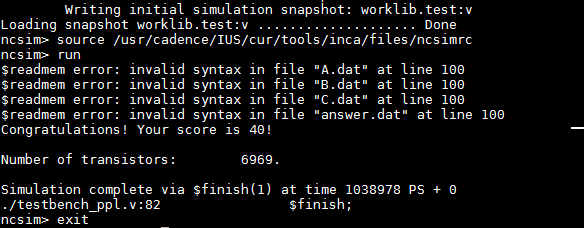 Writing initial simulation snapshot: worklib.test:v
Loading snapshot worklib.test:v .................... Done
ncsim> source /usr/cadence/IUS/cur/tools/inca/files/ncsimrc
ncsim> run
$readmem error: invalid syntax in file "A.dat" at line 100
$readmem error: invalid syntax in file "B.dat" at line 100
$readmem error: invalid syntax in file "C.dat" at line 100
$readmem error: invalid syntax in file "answer.dat" at line 100
Congratulations! Your score is 40!
Number of transistors:        6969.
Simulation complete via $finish(1) at time 1038978 PS + 0
./testbench_ppl.v:82                $finish;
ncsim> exit